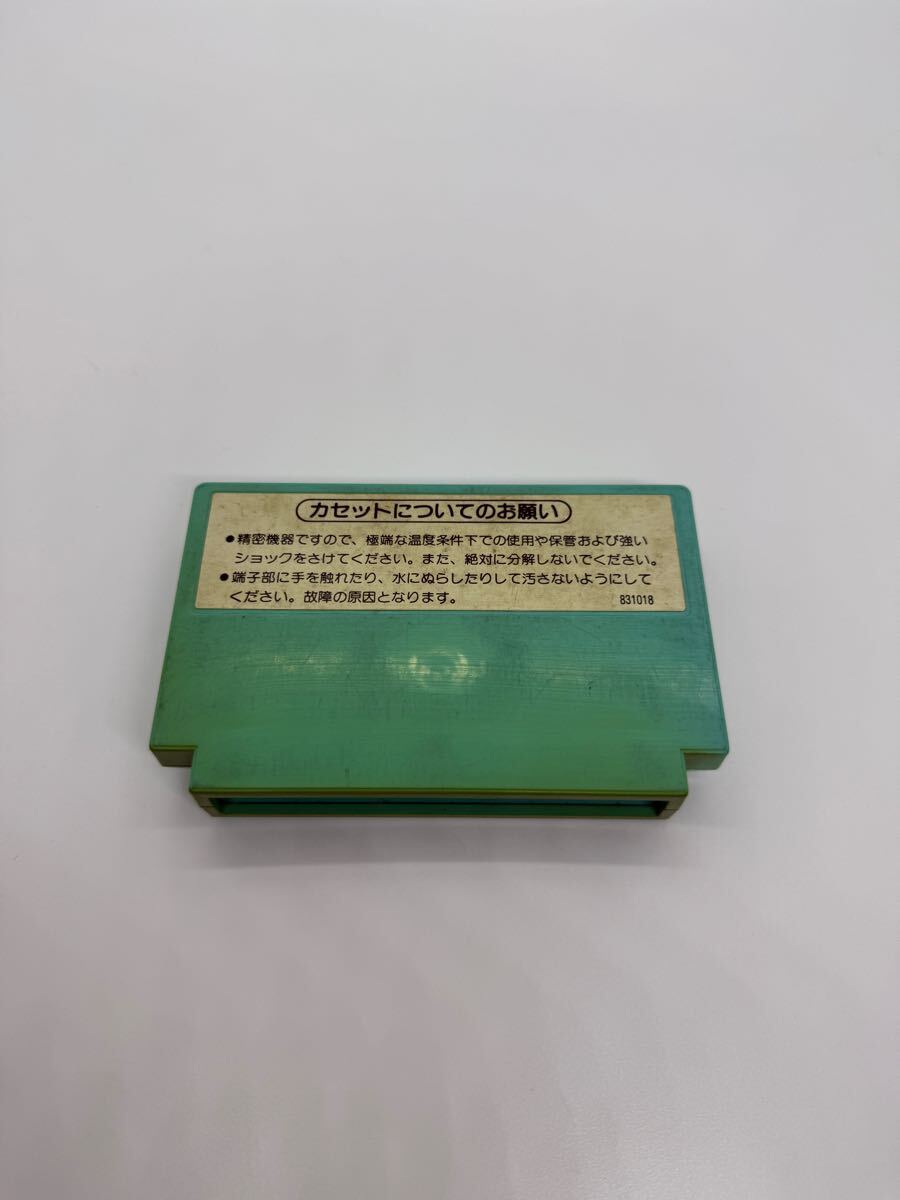 カセットについてのお願い
●精密機器ですので、極端な温度条件下での使用や保管および強い
ショックをさけてください。また、絶対に分解しないでください。
●端子部に手を触れたり、水にぬらしたりして汚さないようにして
ください。故障の原因となります。 831018